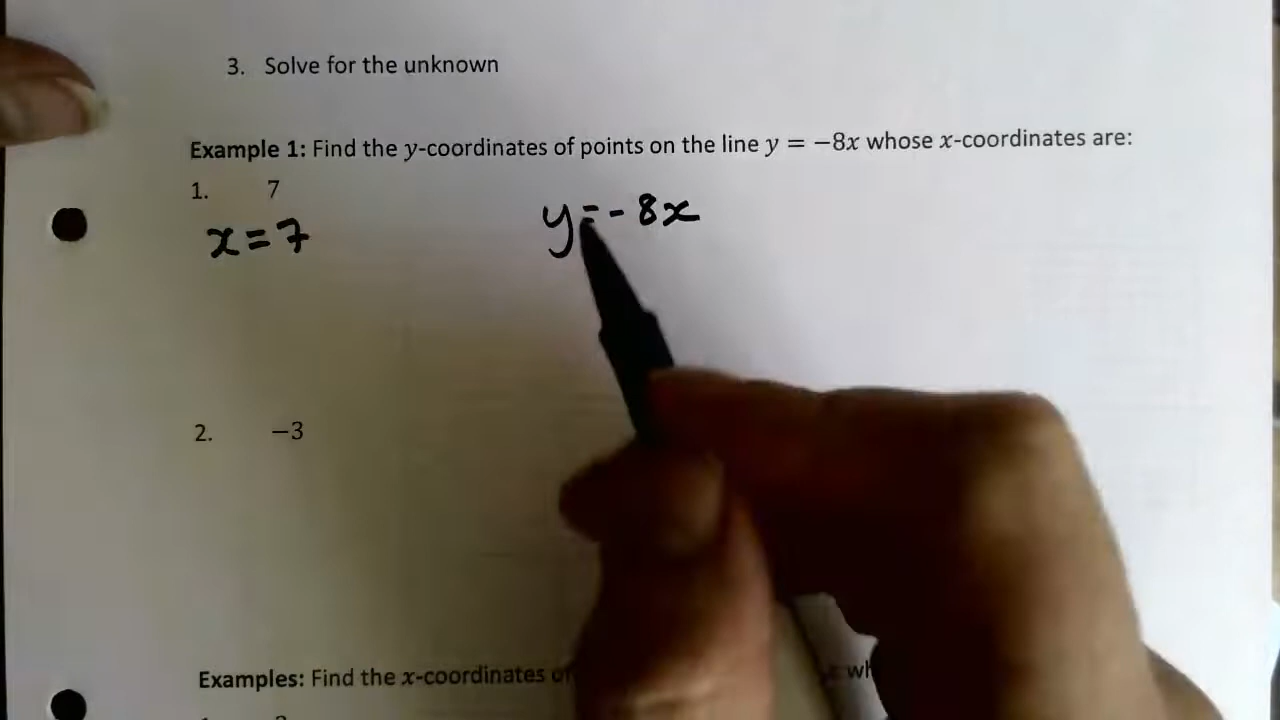 3. Solve for the unknown
Example 1: Find the y-coordinates of points on the line y = −8x whose x-coordinates are:
1. 7
x = 7
y = - 8x
2. −3
Examples: Find the x-coordinates